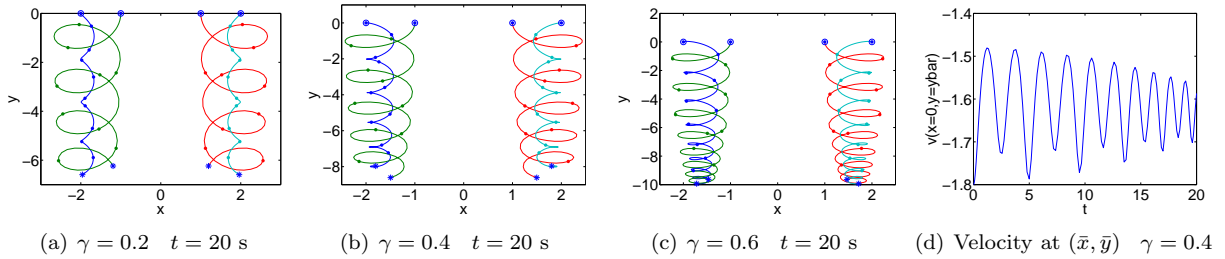 0
−2
−4
−6
y
−2 −1 0 1 2
x
(a) γ = 0.2 t = 20 s
0
−2
−4
−6
−8
y
−2 −1 0 1 2
x
(b) γ = 0.4 t = 20 s
2
0
−2
−4
−6
−8
−10
y
−2 −1 0 1 2
x
(c) γ = 0.6 t = 20 s
−1.4
−1.5
−1.6
−1.7
−1.8
v(x=0,y=ybar)
0 5 10 15 20
t
(d) Velocity at (x̄, ȳ) γ = 0.4